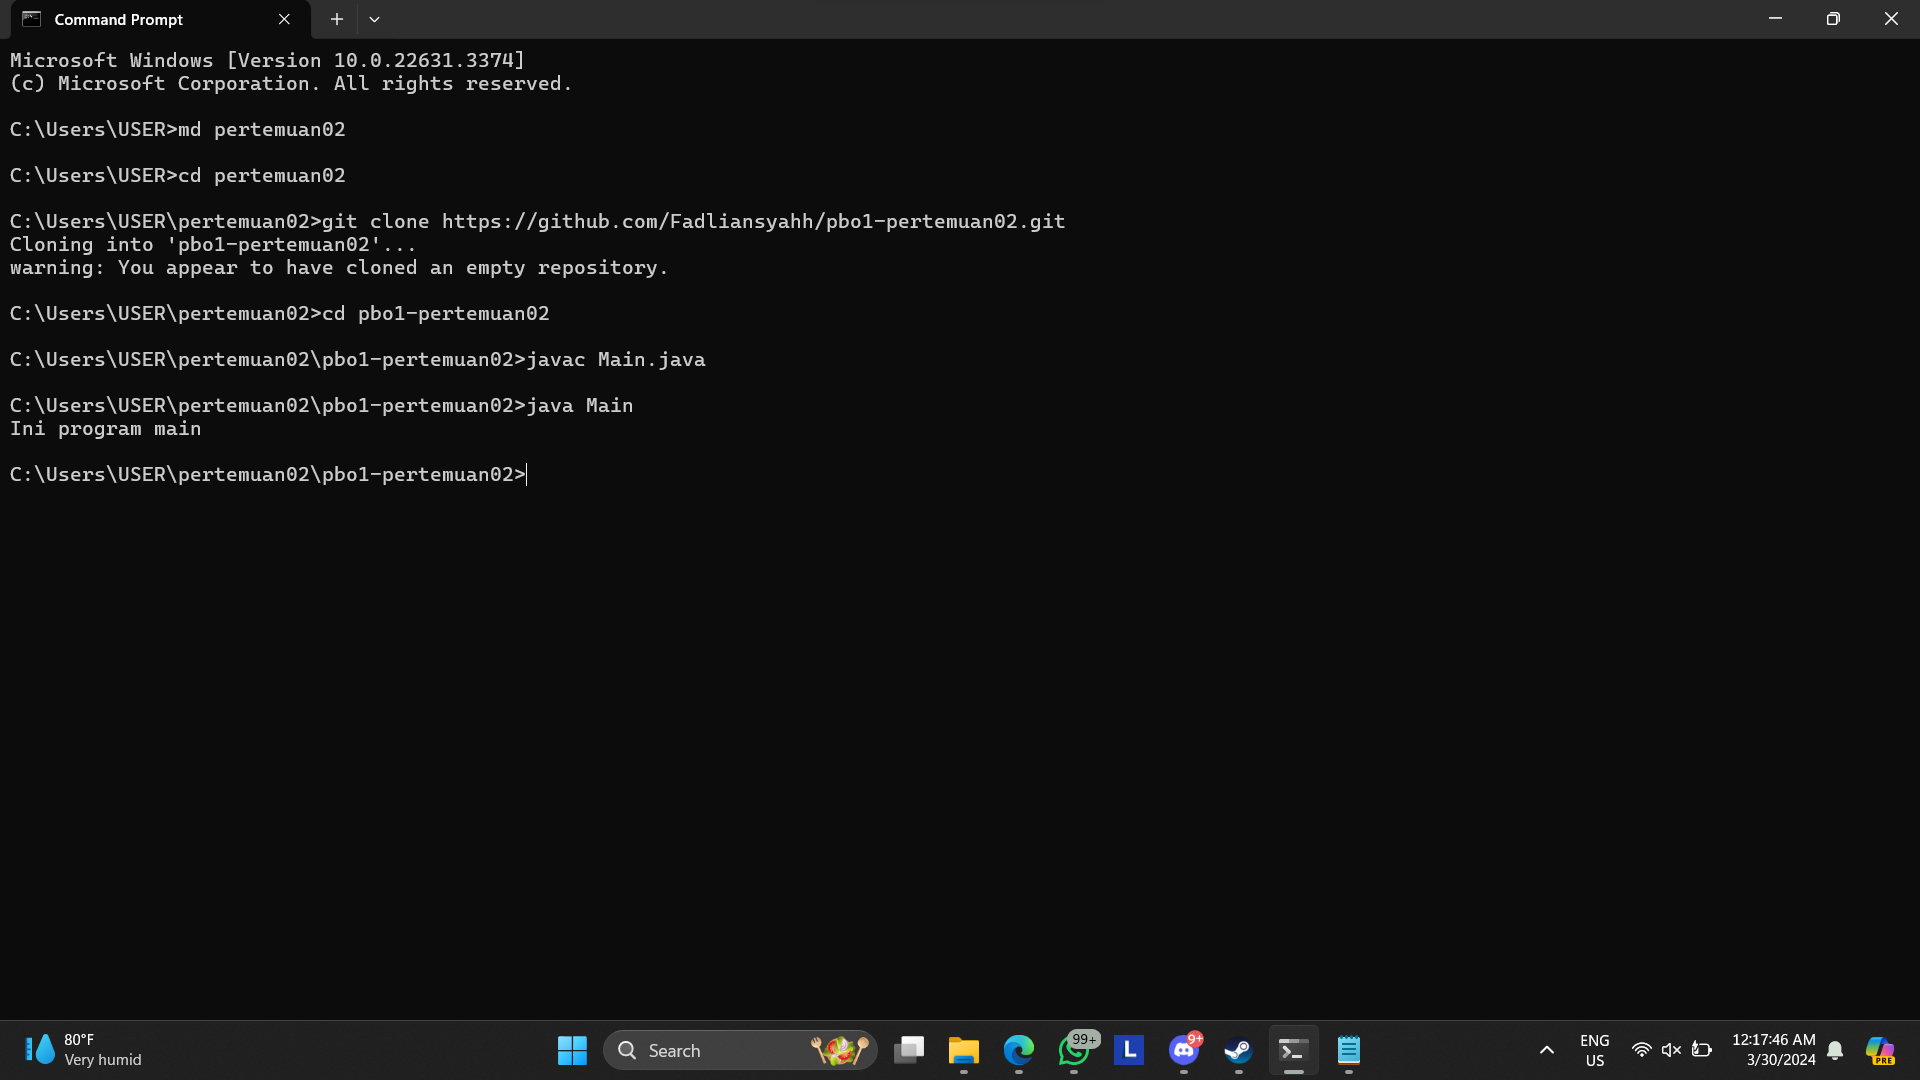 Command Prompt
Microsoft Windows [Version 10.0.22631.3374]
(c) Microsoft Corporation. All rights reserved.
C:\Users\USER>md pertemuan02
C:\Users\USER>cd pertemuan02
C:\Users\USER\pertemuan02>git clone https://github.com/Fadliansyahh/pbo1-pertemuan02.git
Cloning into 'pbo1-pertemuan02'...
warning: You appear to have cloned an empty repository.
C:\Users\USER\pertemuan02>cd pbo1-pertemuan02
C:\Users\USER\pertemuan02\pbo1-pertemuan02>javac Main.java
C:\Users\USER\pertemuan02\pbo1-pertemuan02>java Main
Ini program main
C:\Users\USER\pertemuan02\pbo1-pertemuan02>
80°F
Very humid
Search
99+
L
9+
ENG
US
12:17:46 AM
3/30/2024
PRE